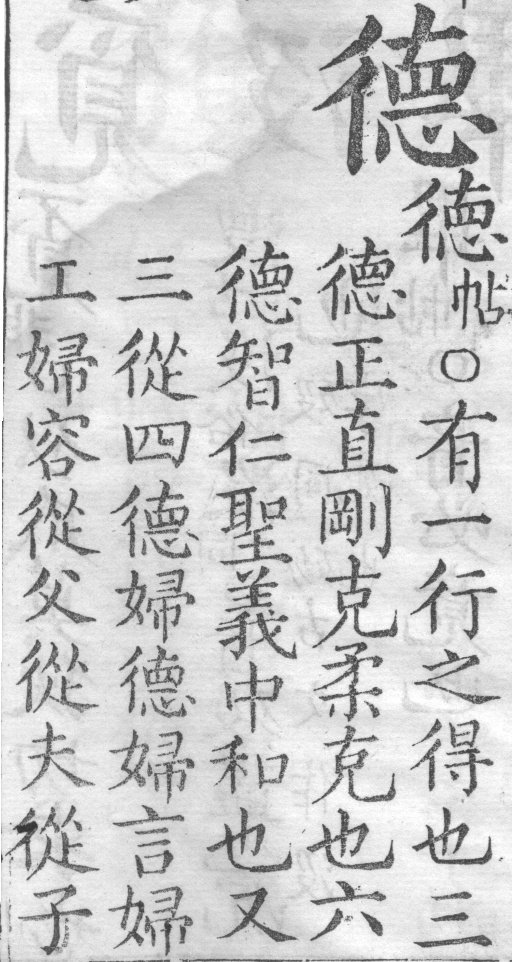 德
德帖〇有一行之得也三
德正直剛克柔克也六
德智仁聖義中和也又
三從四德婦德婦言婦
工婦容從父從夫從子